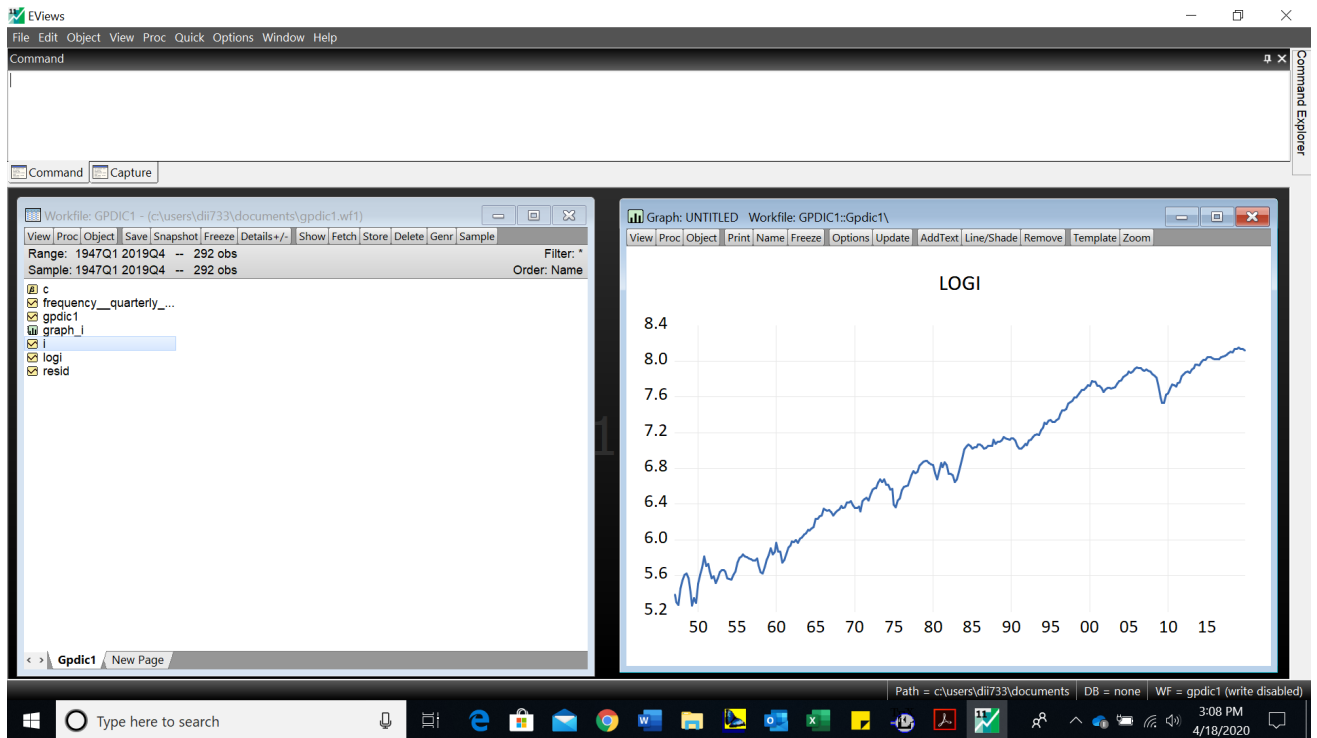 EViews
File Edit Object View Proc Quick Options Window Help
Command
Command Explorer
Command Capture
Workfile: GPDIC1 - (c:\users\dii733\documents\gpdic1.wf1)
View Proc Object Save Snapshot Freeze Details+/- Show Fetch Store Delete Genr Sample
Range: 1947Q1 2019Q4 -- 292 obs Filter: *
Sample: 1947Q1 2019Q4 -- 292 obs Order: Name
c
frequency__quarterly_...
gpdic1
graph_i
i
logi
resid
Gpdic1 New Page
Graph: UNTITLED Workfile: GPDIC1::Gpdic1\
View Proc Object Print Name Freeze Options Update AddText Line/Shade Remove Template Zoom
LOGI
8.4
8.0
7.6
7.2
6.8
6.4
6.0
5.6
5.2
50 55 60 65 70 75 80 85 90 95 00 05 10 15
Path = c:\users\dii733\documents DB = none WF = gpdic1 (write disabled)
Type here to search
3:08 PM
4/18/2020